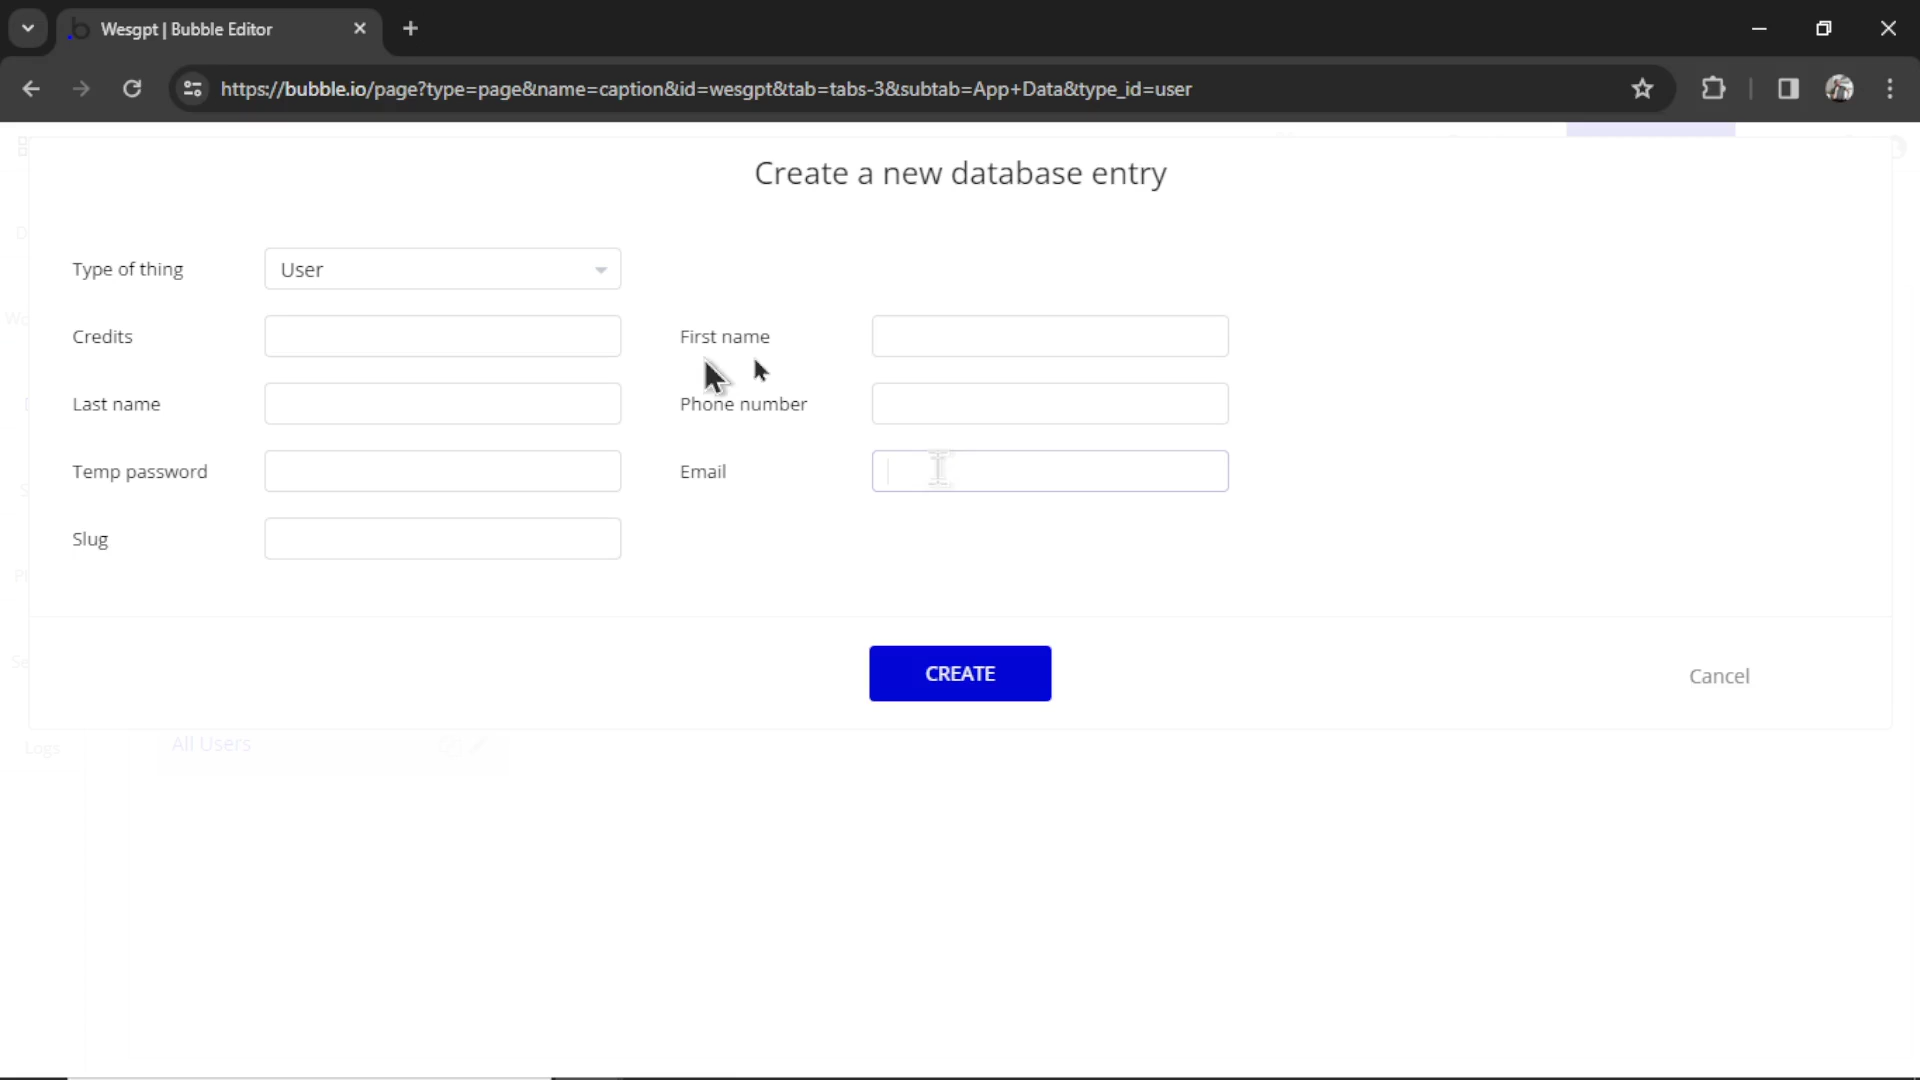 Wesgpt | Bubble Editor
https://bubble.io/page?type=page&name=caption&id=wesgpt&tab=tabs-3&subtab=App+Data&type_id=user
Create a new database entry
Type of thing
User
Credits
First name
Last name
Phone number
Temp password
Email
Slug
CREATE
Cancel
Logs
All Users